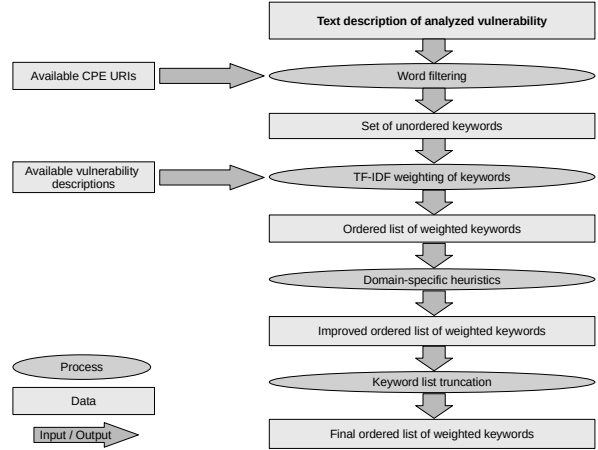 Text description of analyzed vulnerability
Available CPE URIs
Word filtering
Set of unordered keywords
Available vulnerability
descriptions
TF-IDF weighting of keywords
Ordered list of weighted keywords
Domain-specific heuristics
Improved ordered list of weighted keywords
Process
Keyword list truncation
Data
Input / Output
Final ordered list of weighted keywords